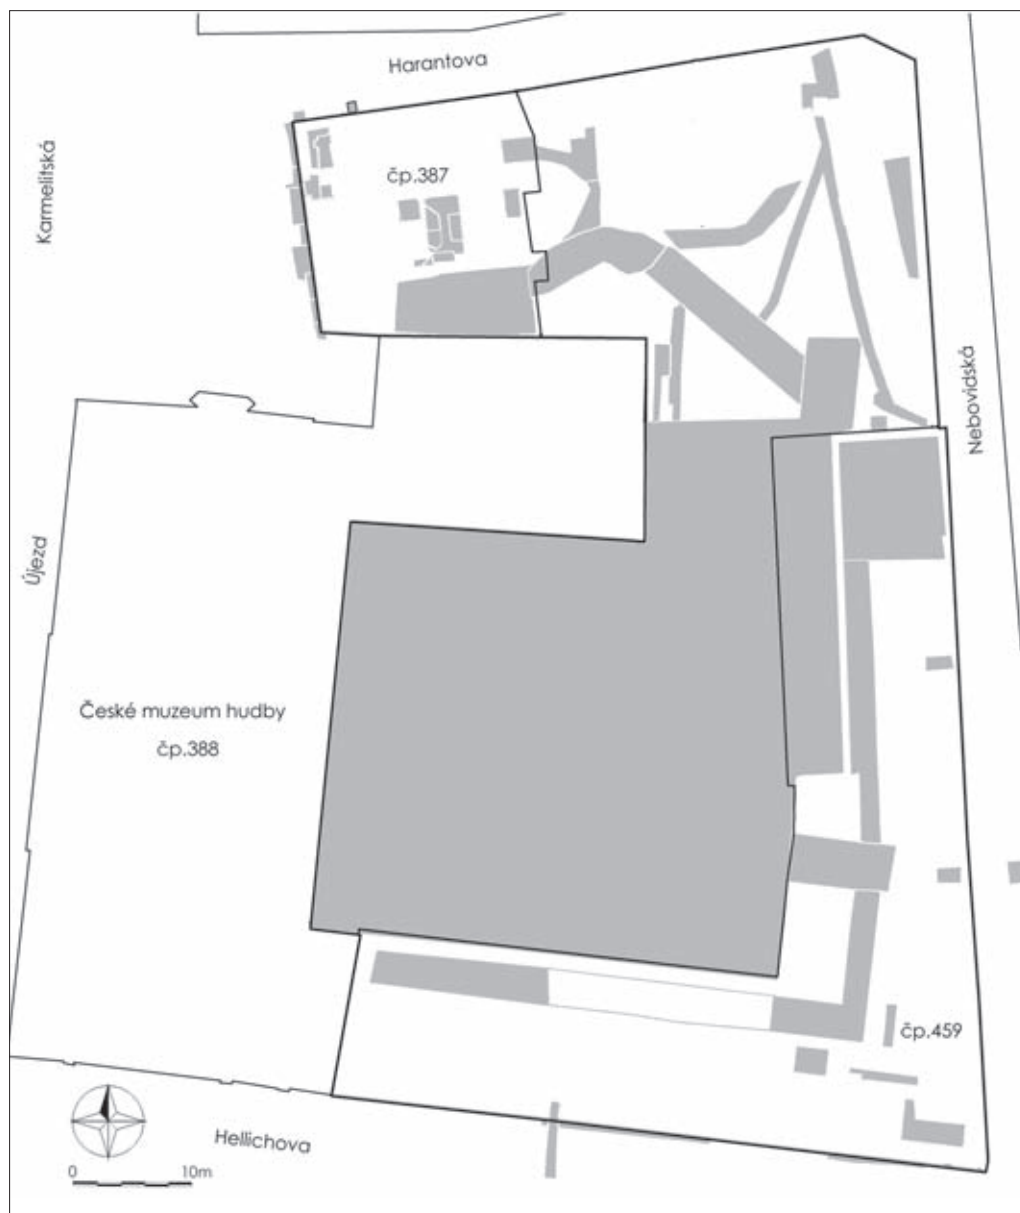 Harantova
Karmelitská
čp.387
Nebovidská
Újezd
České muzeum hudby
čp.388
čp.459
Hellichova
0 10m